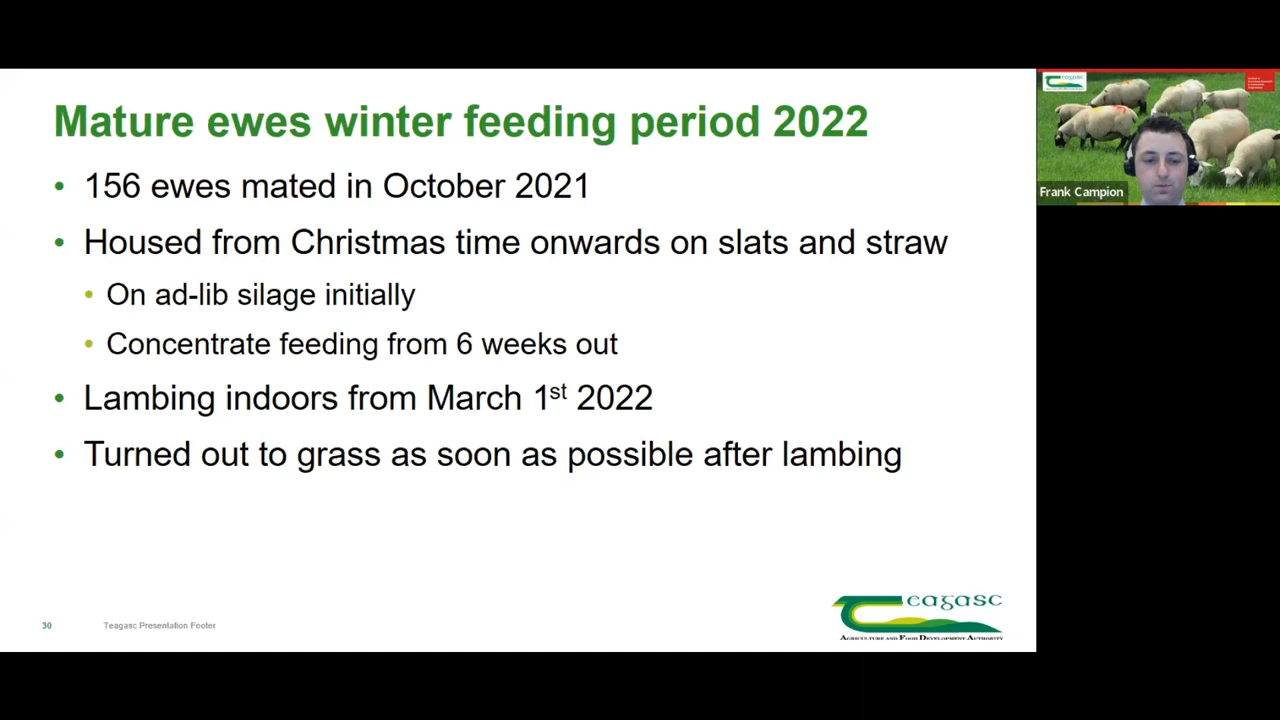 Mature ewes winter feeding period 2022
• 156 ewes mated in October 2021
• Housed from Christmas time onwards on slats and straw
• On ad-lib silage initially
• Concentrate feeding from 6 weeks out
• Lambing indoors from March 1st 2022
• Turned out to grass as soon as possible after lambing
30 Teagasc Presentation Footer
Teagasc
AGRICULTURE AND FOOD DEVELOPMENT AUTHORITY
Teagasc
Frank Campion